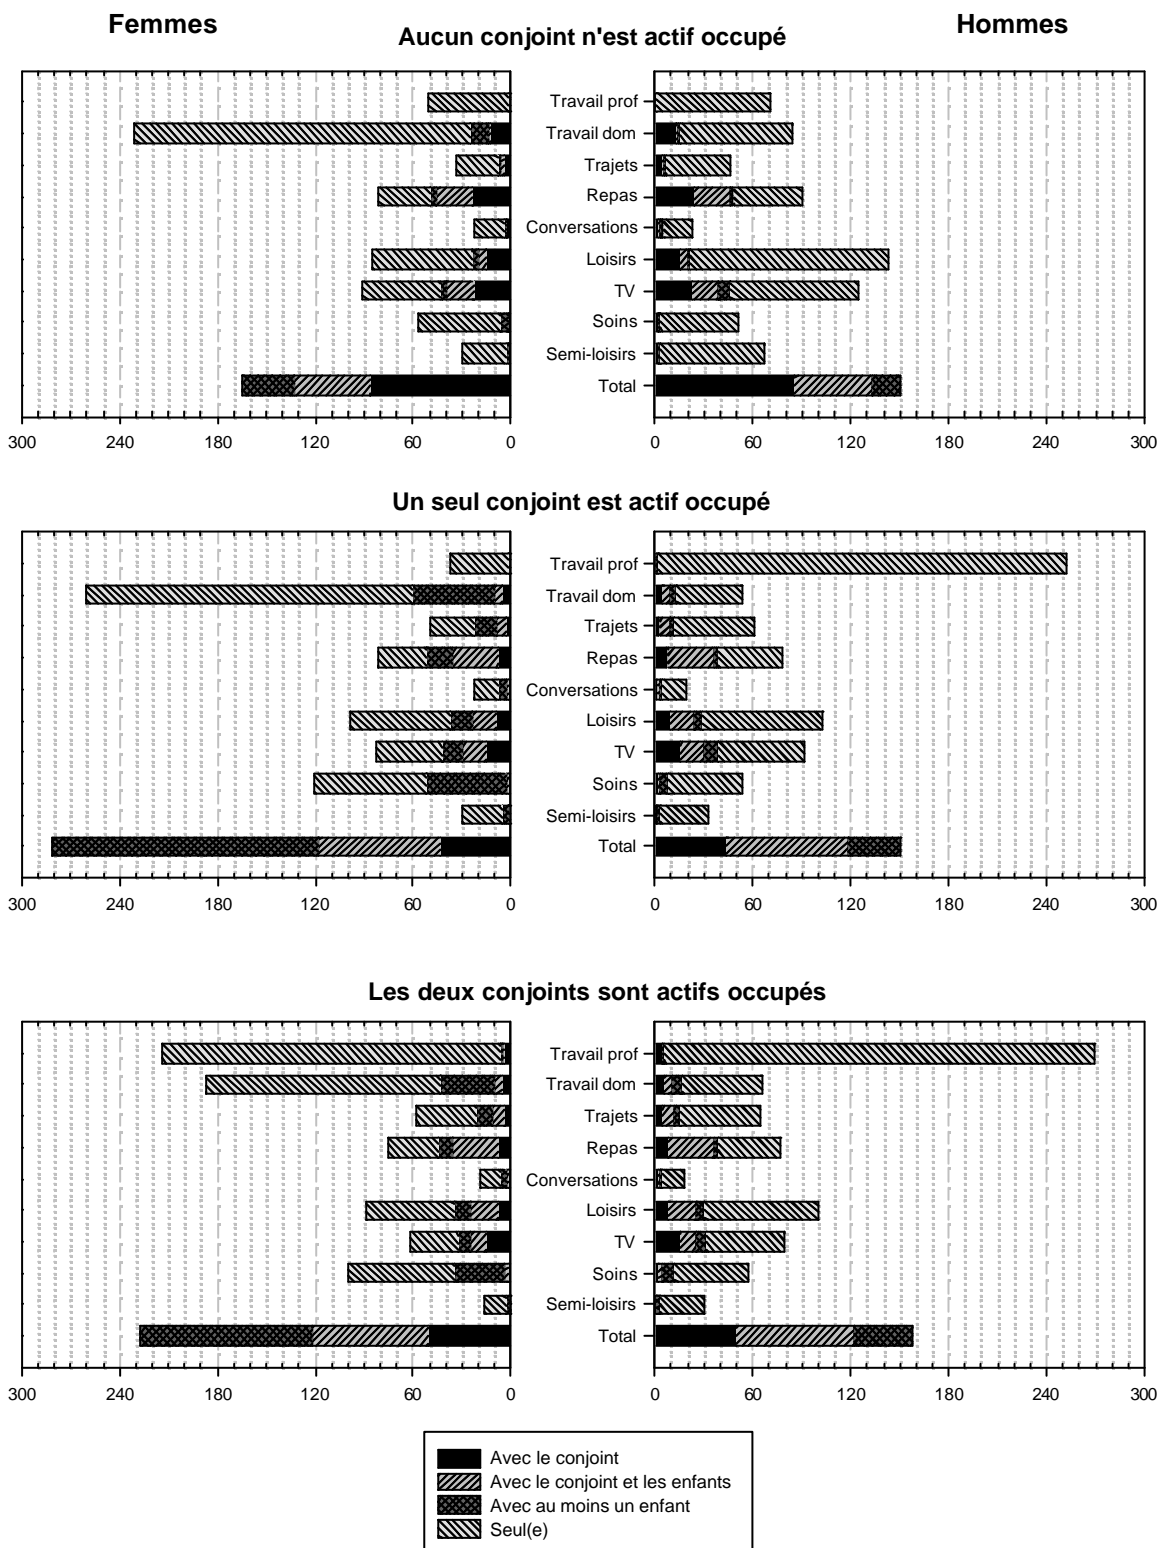 Femmes
Hommes
Aucun conjoint n'est actif occupé
Travail prof
Travail dom
Trajets
Repas
Conversations
Loisirs
TV
Soins
Semi-loisirs
Total
300 240 180 120 60 0
0 60 120 180 240 300
Un seul conjoint est actif occupé
Travail prof
Travail dom
Trajets
Repas
Conversations
Loisirs
TV
Soins
Semi-loisirs
Total
300 240 180 120 60 0
0 60 120 180 240 300
Les deux conjoints sont actifs occupés
Travail prof
Travail dom
Trajets
Repas
Conversations
Loisirs
TV
Soins
Semi-loisirs
Total
300 240 180 120 60 0
0 60 120 180 240 300
Avec le conjoint
Avec le conjoint et les enfants
Avec au moins un enfant
Seul(e)